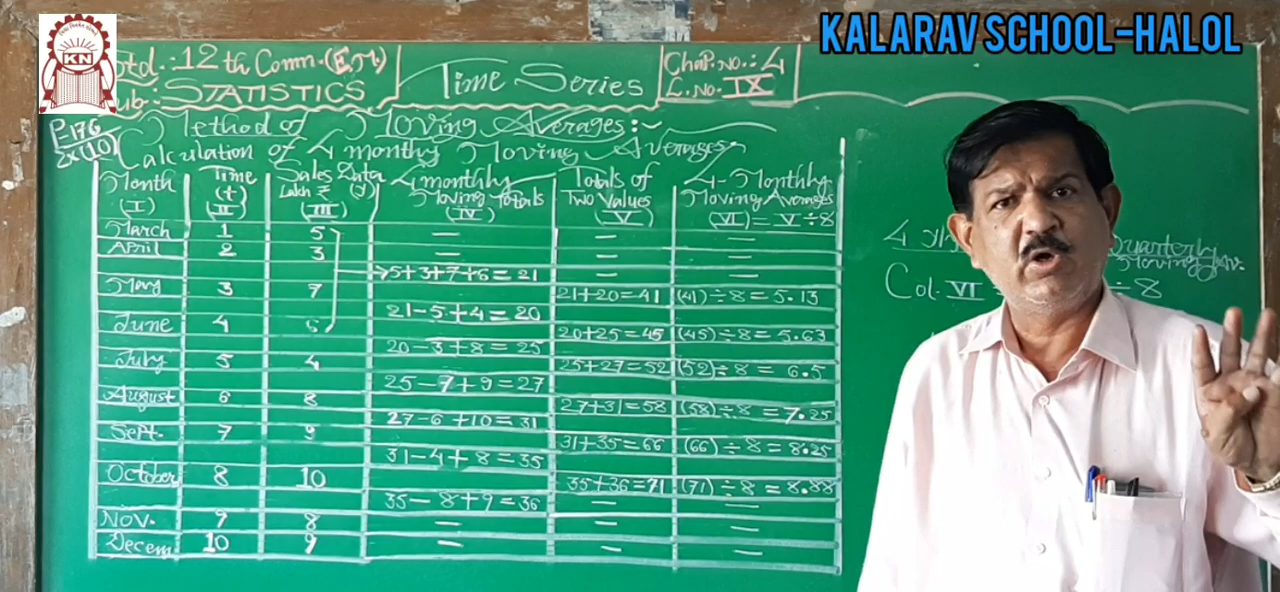 KALARAV SCHOOL-HALOL
KN
Std.: 12th Comm. (E.M.)
Sub: STATISTICS
Time Series
Chap. No.: 4
L. No. IX
P-176
2x(10)
Method of Moving Averages:-
Calculation of 4 monthly Moving Averages-
Month (I) Time (t) (II) Sales Data Lakh ₹ (y) (III) 4 monthly Moving Totals (IV) Totals of Two Values (V) 4-Monthly Moving Averages (VI) = V ÷ 8
March 1 5 — — —
April 2 3 — — —
5+3+7+6=21 — —
May 3 7 21+20=41 (41)÷8=5.13
21-5+4=20
June 4 6 20+25=45 (45)÷8=5.63
20-3+8=25
July 5 4 25+27=52 (52)÷8=6.5
25-7+9=27
August 6 8 27+31=58 (58)÷8=7.25
27-6+10=31
Sept. 7 9 31+35=66 (66)÷8=8.25
31-4+8=35
October 8 10 35+36=71 (71)÷8=8.88
35-8+9=36 — —
Nov. 9 8 — — —
Decem 10 9 — — —
4
Quarterly
Moving Av.
Col. VI ÷ 8